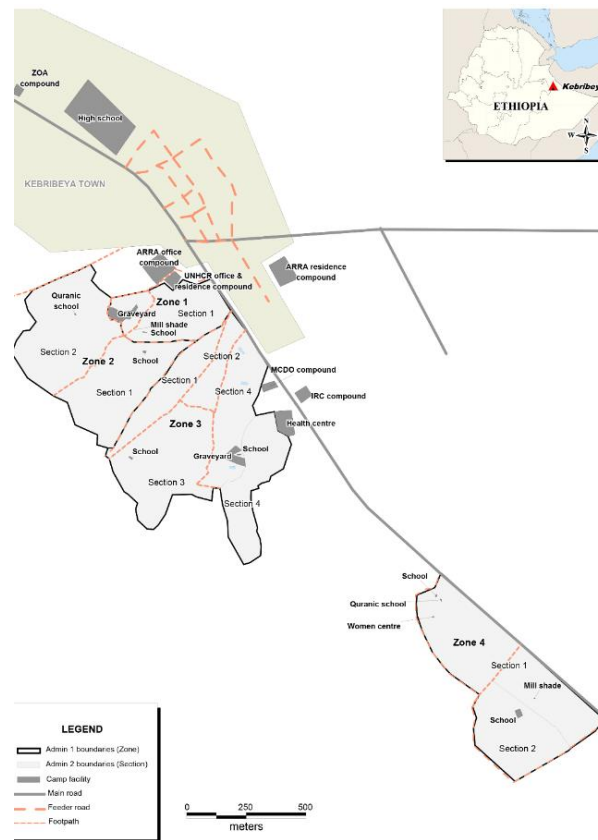 ZOA
compound
High school
KEBRIBEYA TOWN
ETHIOPIA
Kebribey
N
W
E
S
ARRA office
compound
UNHCR office &
residence compound
ARRA residence
compound
Quranic
school
Graveyard
Zone 1
Section 1
Mill shade
School
School
Section 2
Zone 2
Section 1
Section 1
Section 2
Section 4
MCDO compound
IRC compound
Health centre
Zone 3
School
Graveyard
School
Section 3
Section 4
School
Quranic school
Women centre
Zone 4
Section 1
Mill shade
School
Section 2
LEGEND
Admin 1 boundaries (Zone)
Admin 2 boundaries (Section)
Camp facility
Main road
Feeder road
Footpath
0 250 500
meters